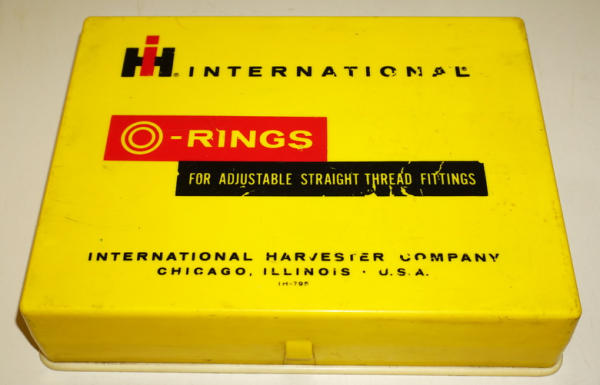 IH® INTERNATIONAL®
O-RINGS
FOR ADJUSTABLE STRAIGHT THREAD FITTINGS
INTERNATIONAL HARVESTER COMPANY
CHICAGO, ILLINOIS · U.S.A.